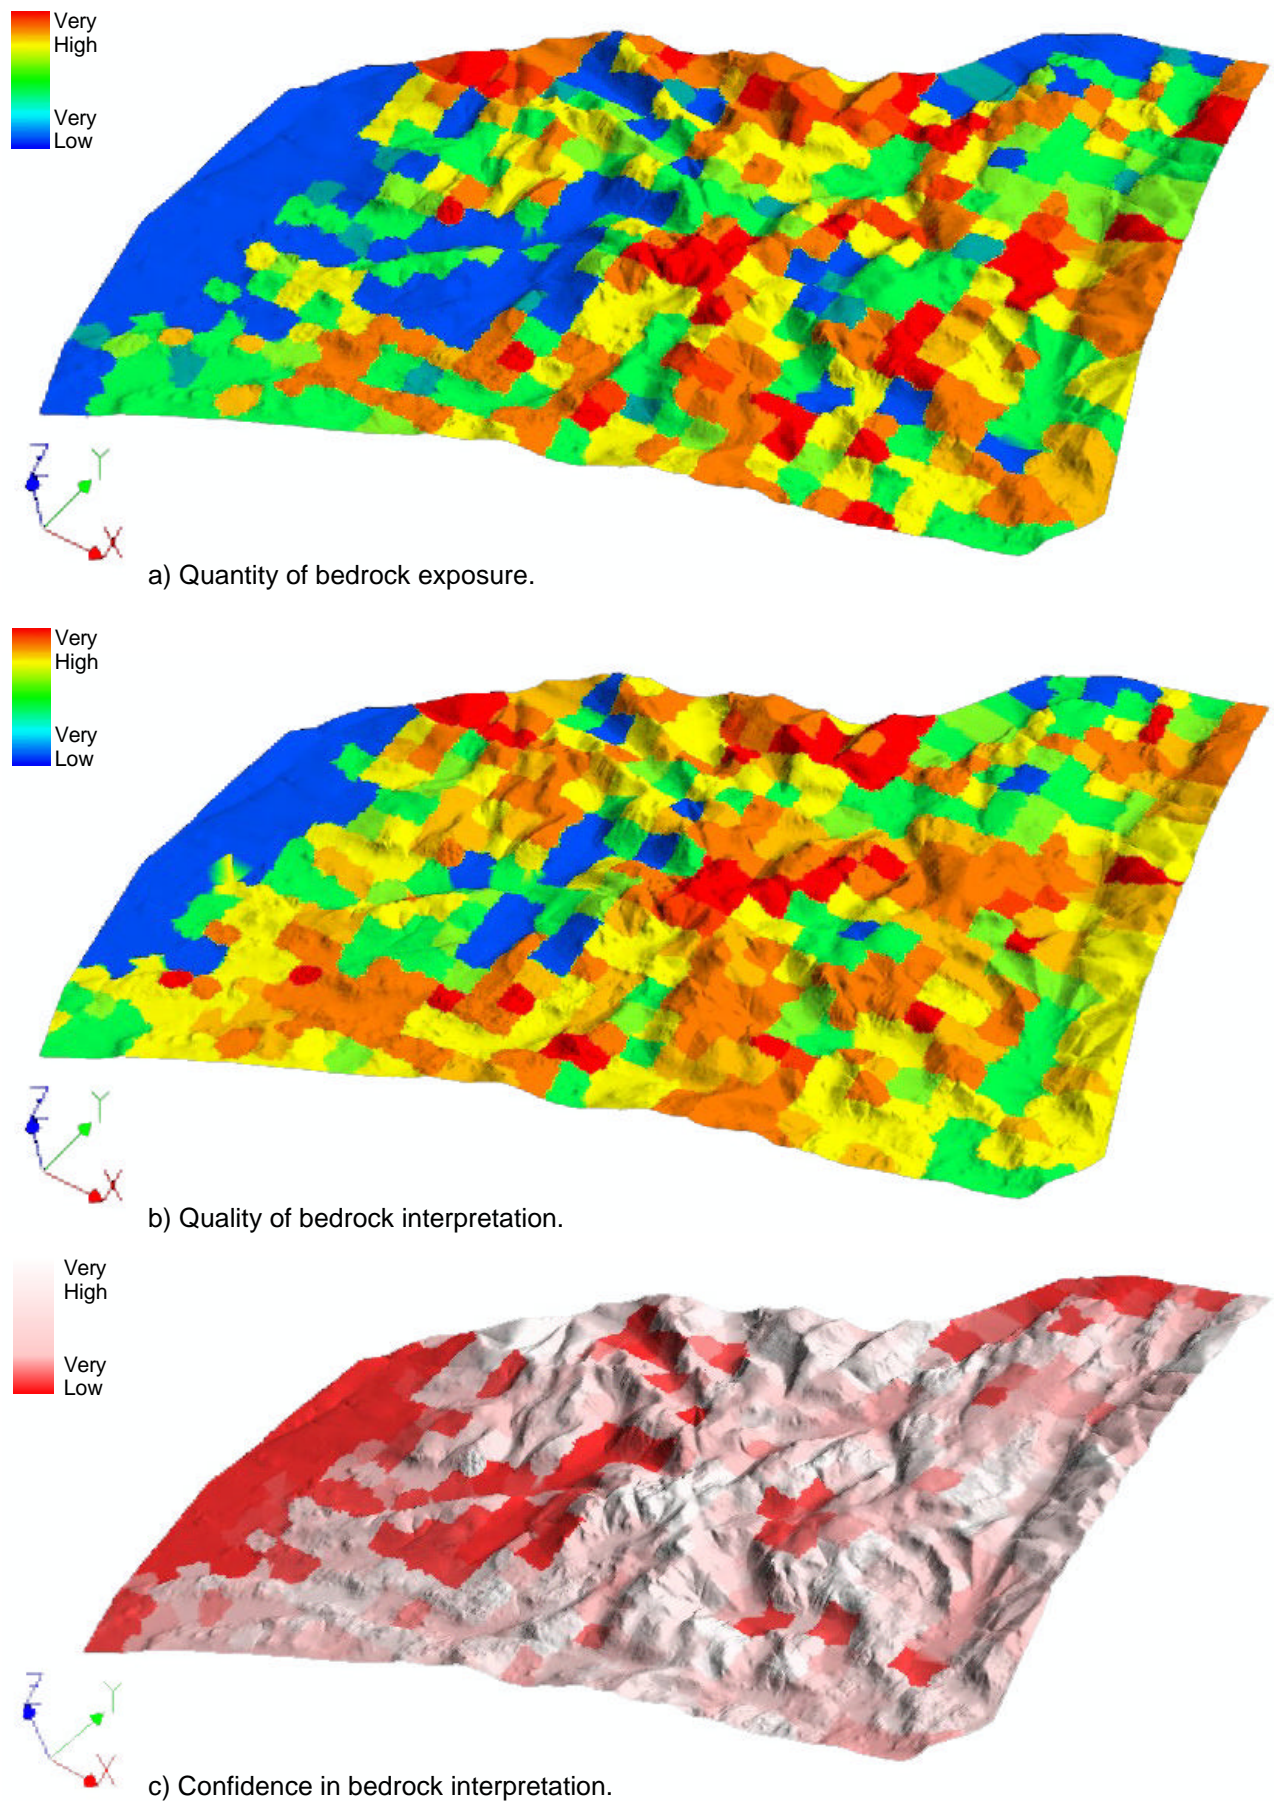 Very
High
Very
Low
Z
Y
X
a) Quantity of bedrock exposure.
Very
High
Very
Low
Z
Y
X
b) Quality of bedrock interpretation.
Very
High
Very
Low
Z
Y
X
c) Confidence in bedrock interpretation.